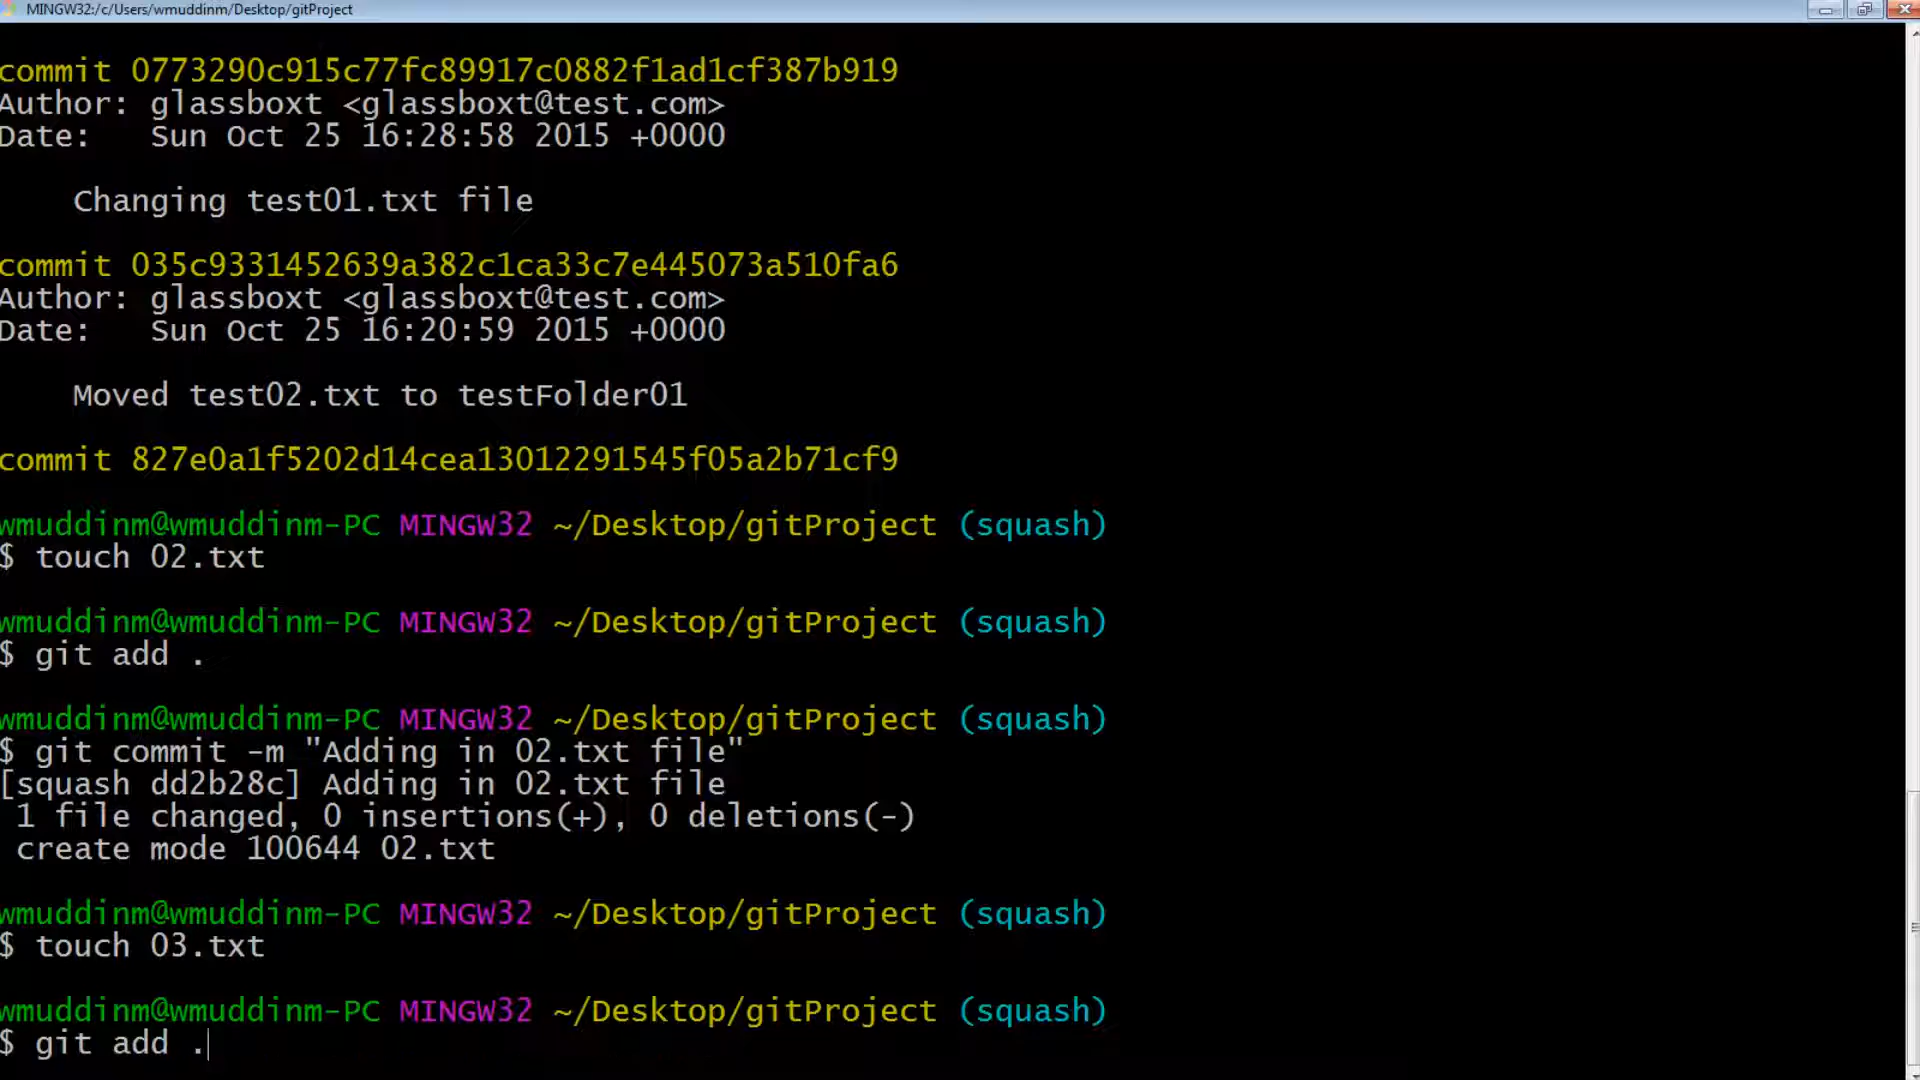 MINGW32:/c/Users/wmuddinm/Desktop/gitProject
commit 0773290c915c77fc89917c0882f1ad1cf387b919
Author: glassboxt <glassboxt@test.com>
Date:   Sun Oct 25 16:28:58 2015 +0000
Changing test01.txt file
commit 035c9331452639a382c1ca33c7e445073a510fa6
Author: glassboxt <glassboxt@test.com>
Date:   Sun Oct 25 16:20:59 2015 +0000
Moved test02.txt to testFolder01
commit 827e0a1f5202d14cea13012291545f05a2b71cf9
wmuddinm@wmuddinm-PC MINGW32 ~/Desktop/gitProject (squash)
$ touch 02.txt
wmuddinm@wmuddinm-PC MINGW32 ~/Desktop/gitProject (squash)
$ git add .
wmuddinm@wmuddinm-PC MINGW32 ~/Desktop/gitProject (squash)
$ git commit -m "Adding in 02.txt file"
[squash dd2b28c] Adding in 02.txt file
1 file changed, 0 insertions(+), 0 deletions(-)
create mode 100644 02.txt
wmuddinm@wmuddinm-PC MINGW32 ~/Desktop/gitProject (squash)
$ touch 03.txt
wmuddinm@wmuddinm-PC MINGW32 ~/Desktop/gitProject (squash)
$ git add .